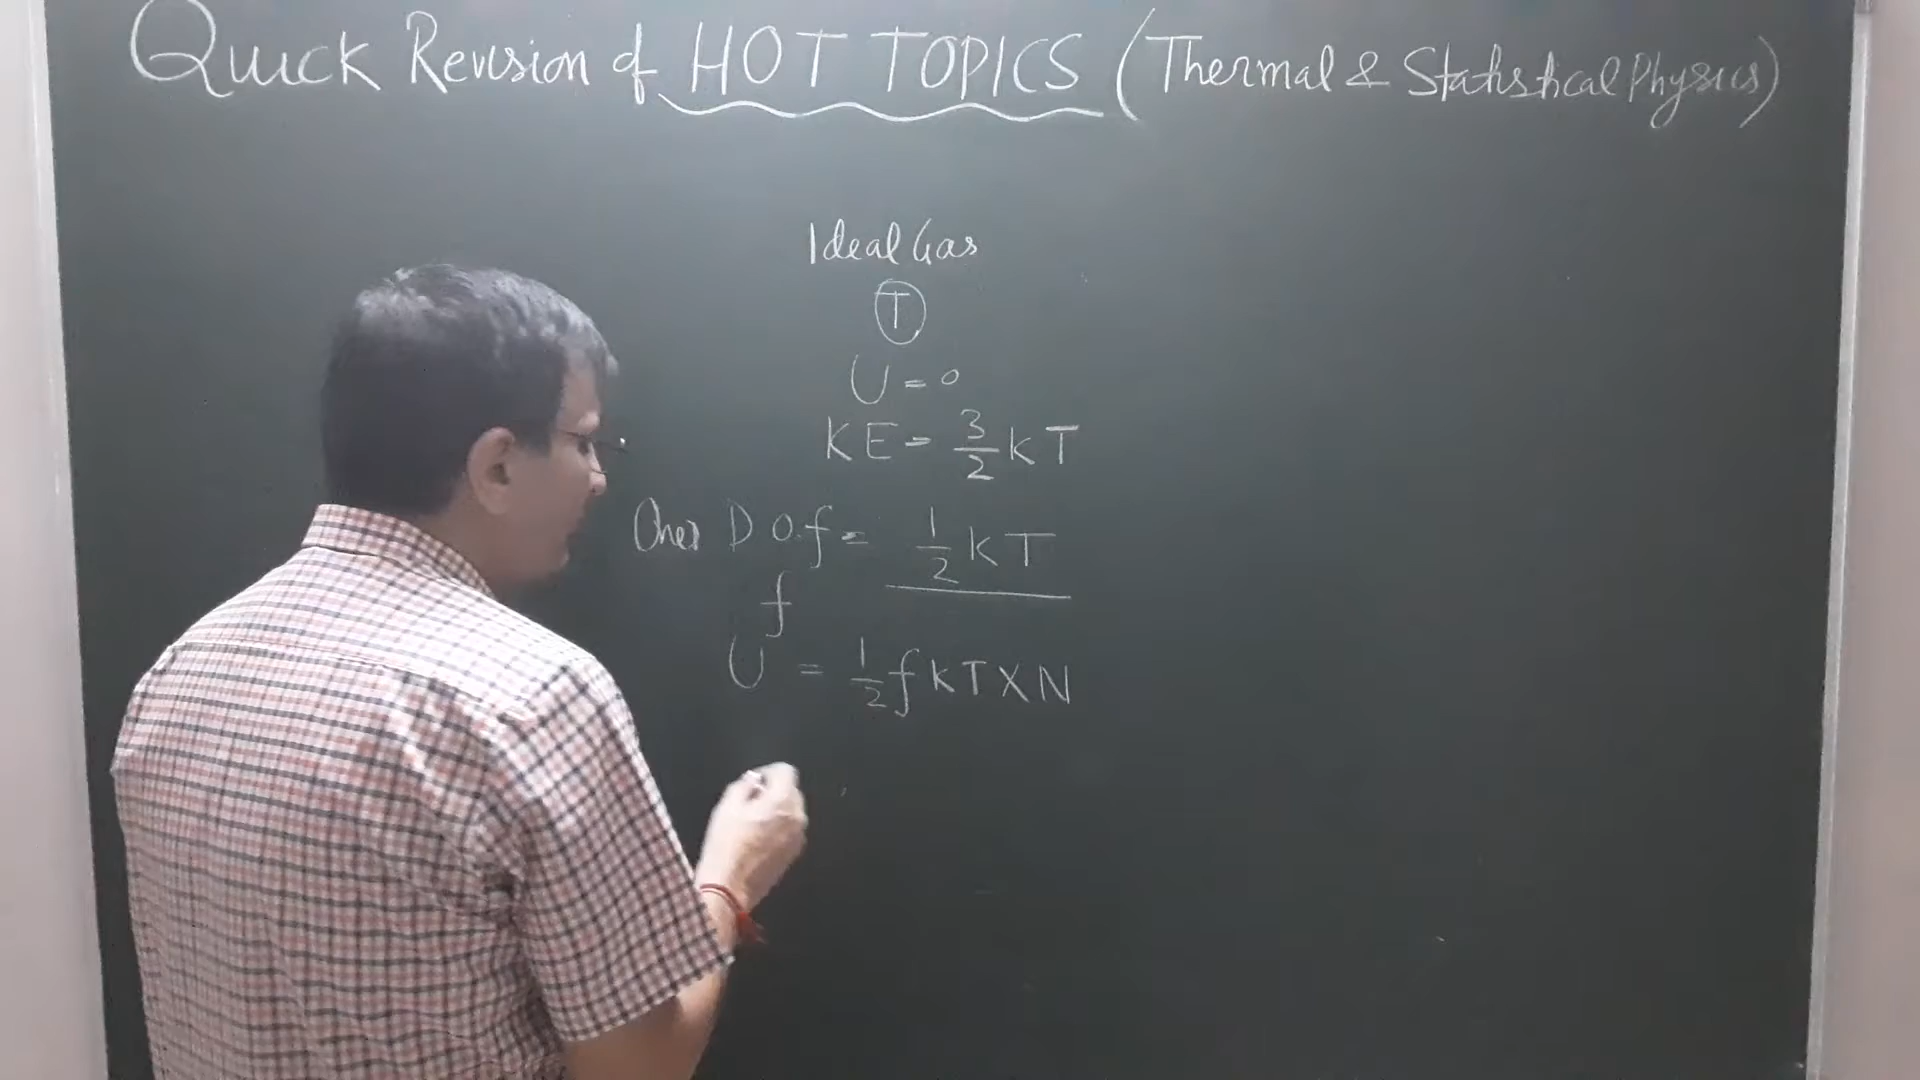 Quick Revision of HOT TOPICS (Thermal & Statistical Physics)
Ideal Gas
T
U = 0
KE = 3/2 kT
One D.o.f = 1/2 kT
f
U = 1/2 f kT X N